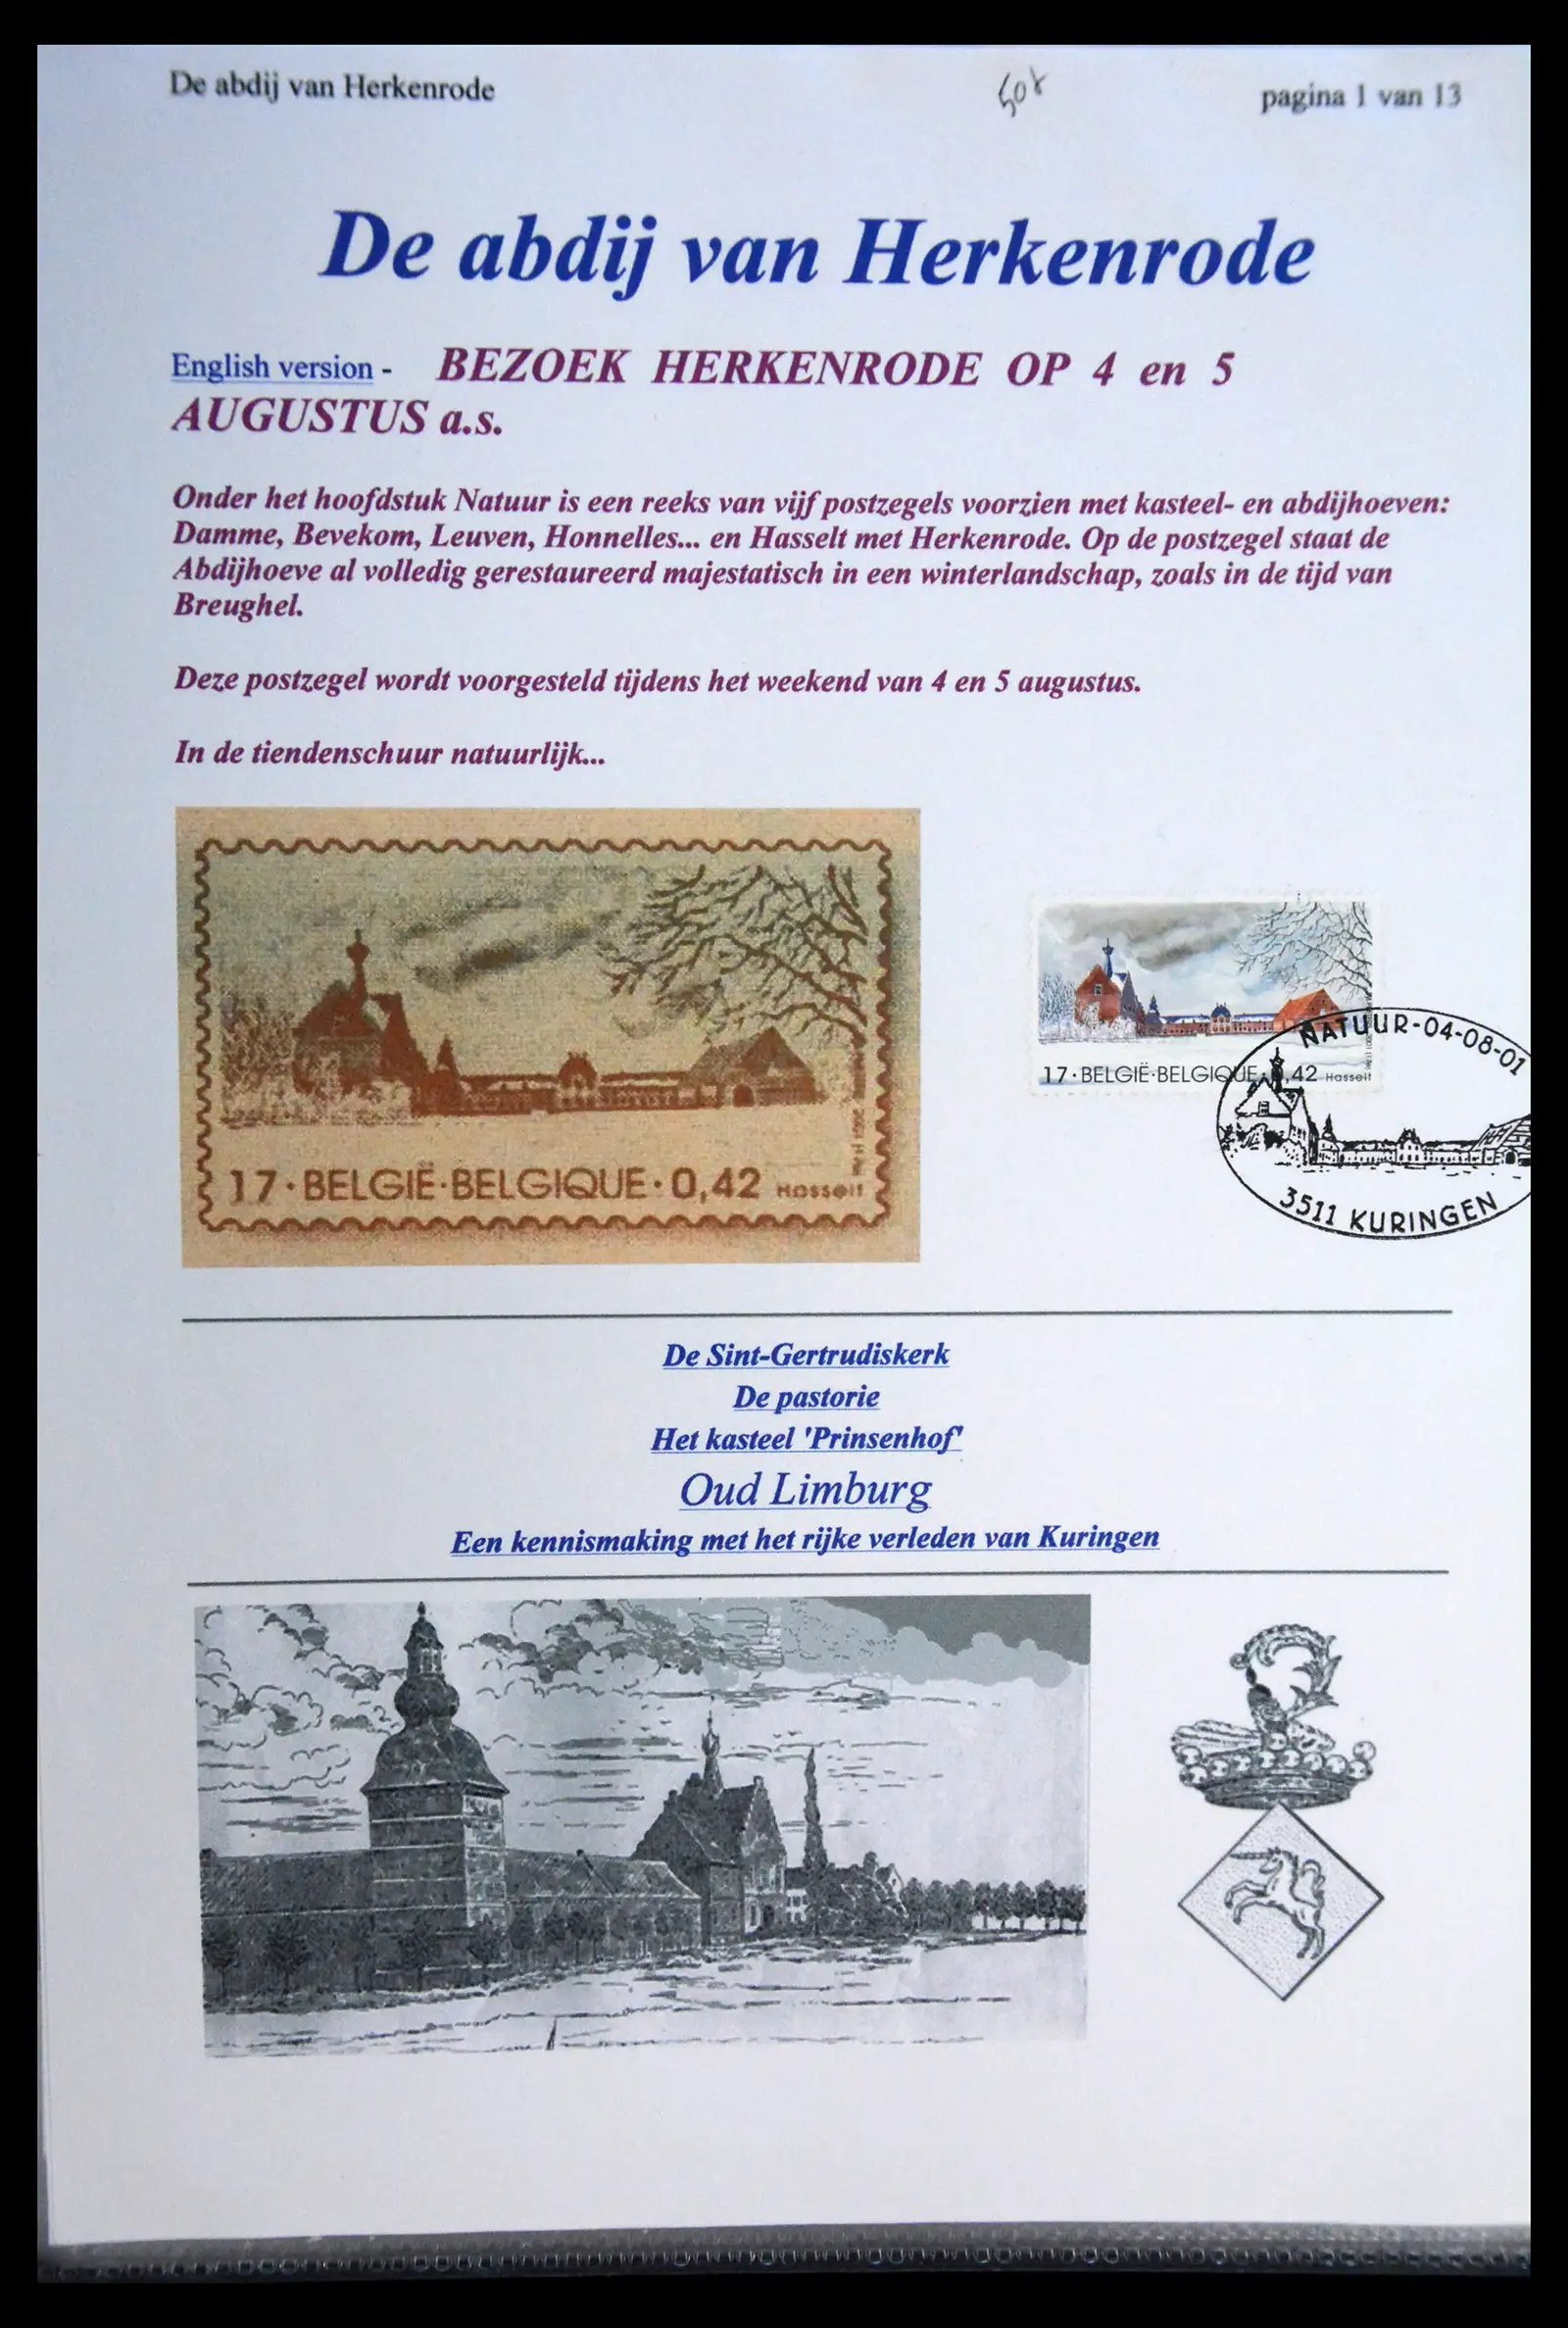 De abdij van Herkenrode
pagina 1 van 13
De abdij van Herkenrode
English version - BEZOEK HERKENRODE OP 4 en 5
AUGUSTUS a.s.
Onder het hoofdstuk Natuur is een reeks van vijf postzegels voorzien met kasteel- en abdijhoeven:
Damme, Bevekom, Leuven, Honnelles... en Hasselt met Herkenrode. Op de postzegel staat de
Abdijhoeve al volledig gerestaureerd majestatisch in een winterlandschap, zoals in de tijd van
Breughel.
Deze postzegel wordt voorgesteld tijdens het weekend van 4 en 5 augustus.
In de tiendenschuur natuurlijk...
17·BELGIË·BELGIQUE·0,42 Hasselt
17·BELGIË·BELGIQUE·0,42 Hasselt
NATUUR-04-08-01
3511 KURINGEN
De Sint-Gertrudiskerk
De pastorie
Het kasteel 'Prinsenhof'
Oud Limburg
Een kennismaking met het rijke verleden van Kuringen